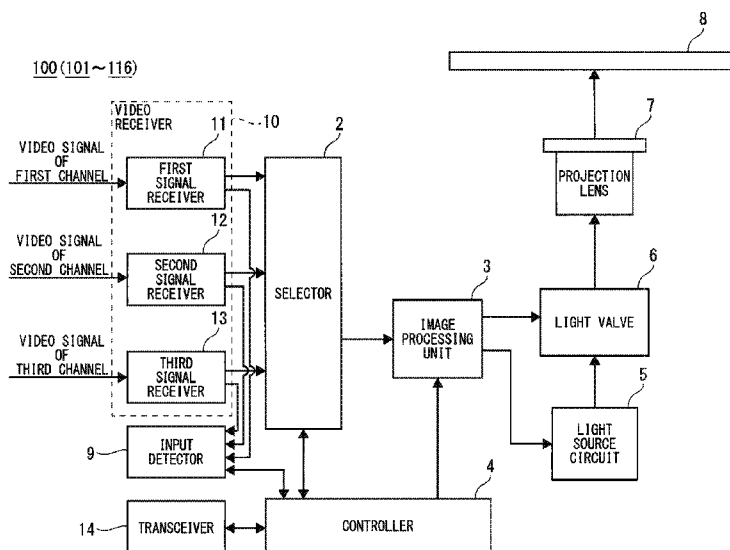 100 (101~116)
8
VIDEO
RECEIVER
10
VIDEO SIGNAL
OF
FIRST CHANNEL
11
FIRST
SIGNAL
RECEIVER
2
SELECTOR
7
PROJECTION
LENS
VIDEO SIGNAL
OF
SECOND CHANNEL
12
SECOND
SIGNAL
RECEIVER
3
IMAGE
PROCESSING
UNIT
6
LIGHT VALVE
VIDEO SIGNAL
OF
THIRD CHANNEL
13
THIRD
SIGNAL
RECEIVER
5
LIGHT
SOURCE
CIRCUIT
9
INPUT
DETECTOR
4
14
TRANSCEIVER
CONTROLLER